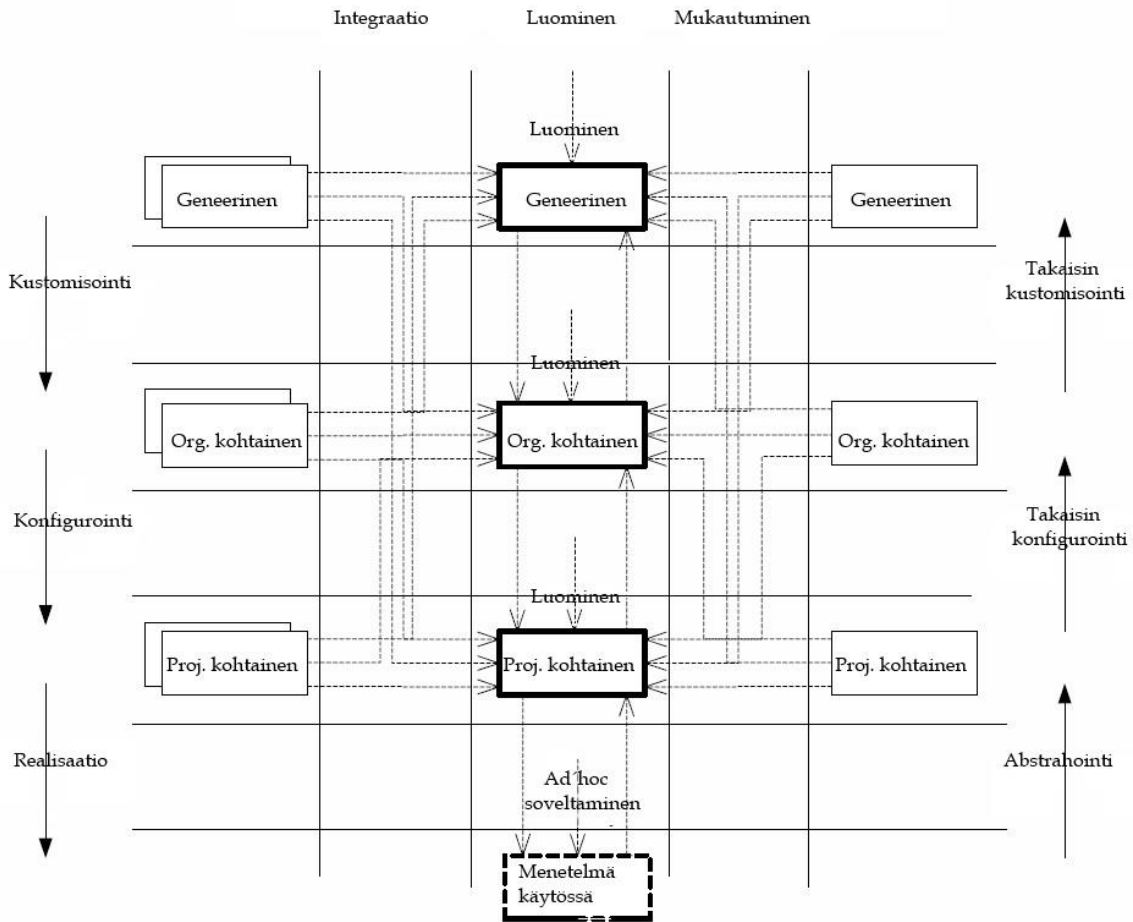 Integraatio
Luominen
Mukautuminen
Luominen
Geneerinen
Geneerinen
Geneerinen
Kustomisointi
Takaisin
kustomisointi
Luominen
Org. kohtainen
Org. kohtainen
Org. kohtainen
Konfigurointi
Takaisin
konfigurointi
Luominen
Proj. kohtainen
Proj. kohtainen
Proj. kohtainen
Realisaatio
Ad hoc
soveltaminen
Abstrahointi
Menetelmä
käytössä